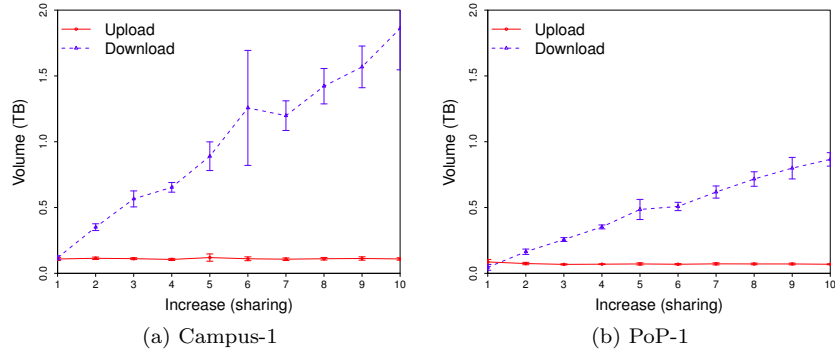 Upload
Download
Volume (TB)
2.0
1.5
1.0
0.5
0.0
1 2 3 4 5 6 7 8 9 10
Increase (sharing)
(a) Campus-1
Upload
Download
Volume (TB)
2.0
1.5
1.0
0.5
0.0
1 2 3 4 5 6 7 8 9 10
Increase (sharing)
(b) PoP-1